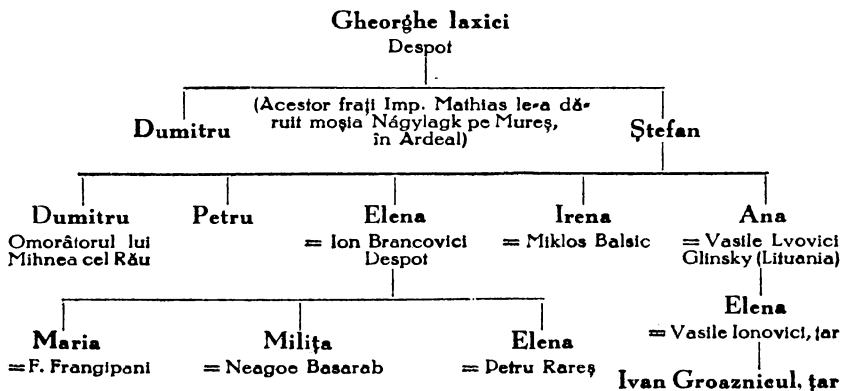 Gheorghe Iaxici
Despot
(Acestor frați Imp. Mathias le-a dă-
ruit moșia Nágylagk pe Mureș,
în Ardeal)
Dumitru
Ștefan
Dumitru
Omorâtorul lui
Mihnea cel Rău
Petru
Elena
= Ion Brancovici
Despot
Irena
= Miklos Balsic
Ana
= Vasile Lvovici
Glinsky (Lituania)
Maria
= F. Frangipani
Milița
= Neagoe Basarab
Elena
= Petru Rareș
Elena
= Vasile Ionovici, țar
Ivan Groaznicul, țar